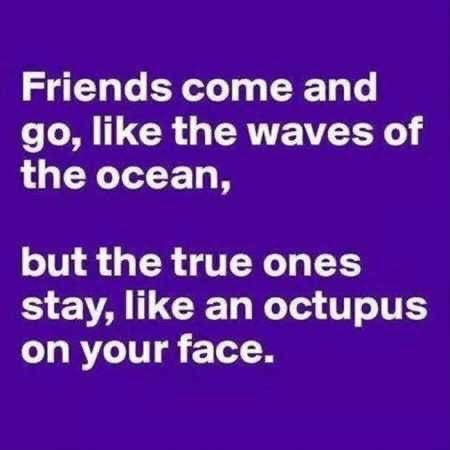 Friends come and
go, like the waves of
the ocean,
but the true ones
stay, like an octupus
on your face.